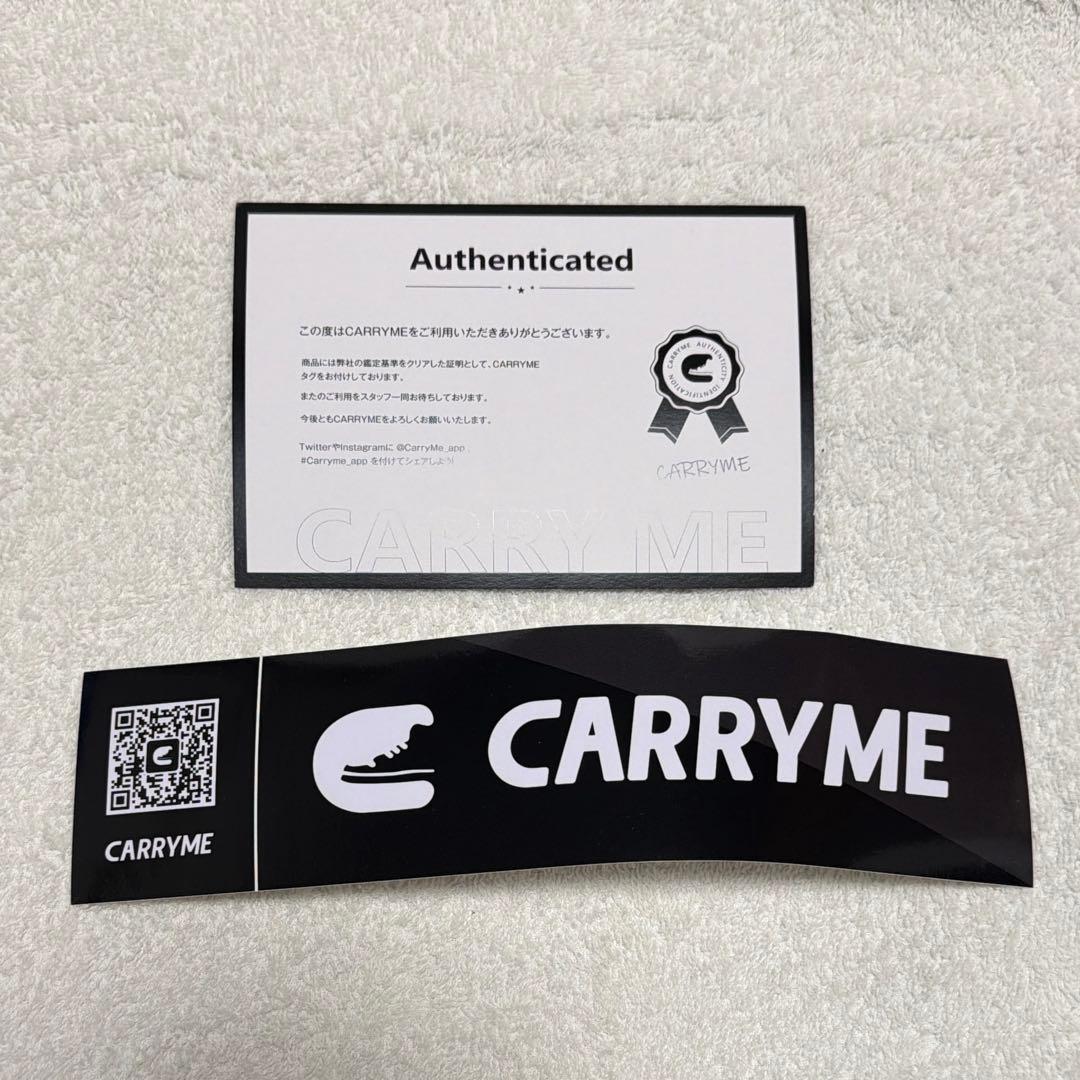 Authenticated
この度はCARRYMEをご利用いただきありがとうございます。
商品には弊社の鑑定基準をクリアした証明として、CARRYME
タグをお付けしております。
またのご利用をスタッフ一同お待ちしております。
今後ともCARRYMEをよろしくお願いいたします。
TwitterやInstagramに @CarryMe_app 、
#Carryme_app を付けてシェアしよう!
CARRYME AUTHENTICITY IDENTIFICATION
CARRYME
CARRY ME
CARRYME
CARRYME